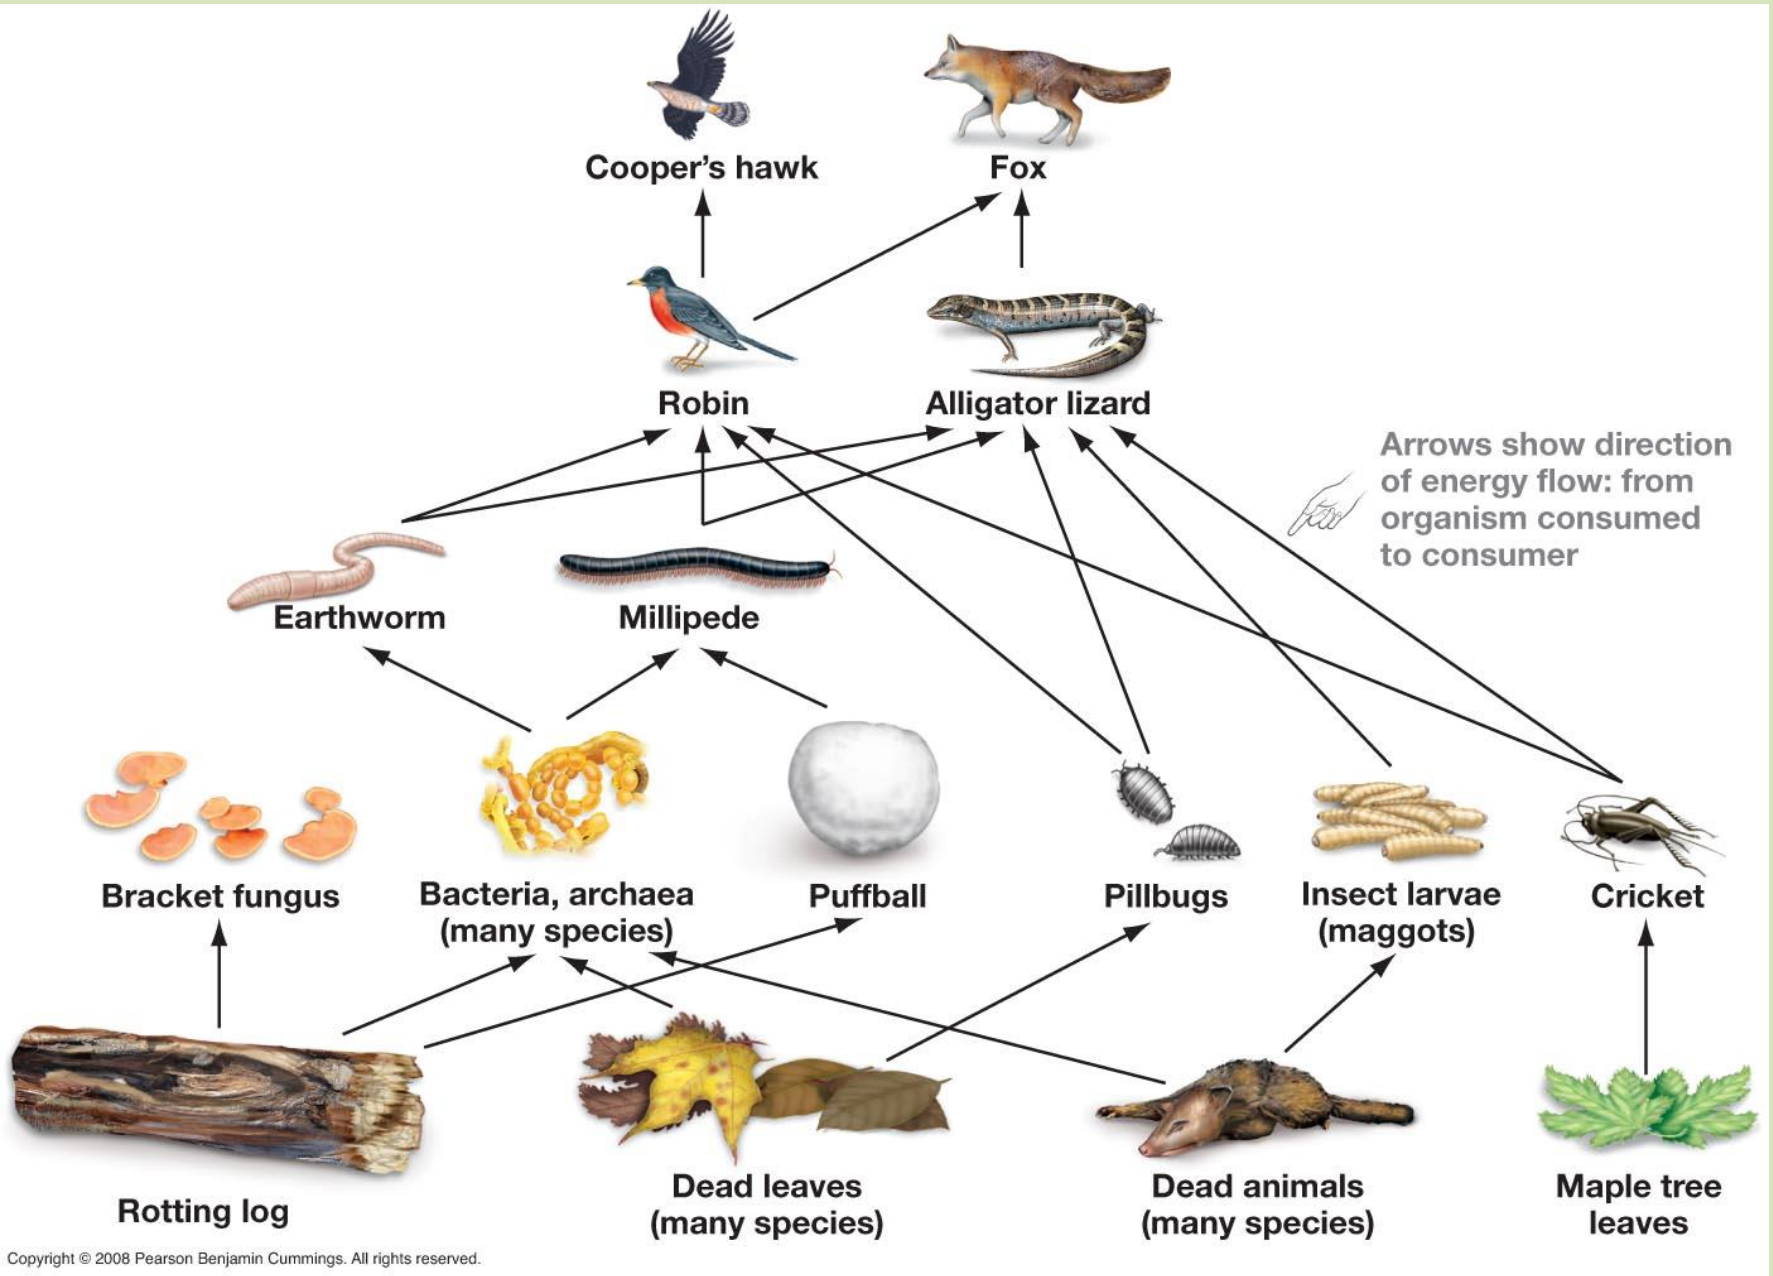 Cooper's hawk
Fox
Robin
Alligator lizard
Arrows show direction
of energy flow: from
organism consumed
to consumer
Earthworm
Millipede
Bracket fungus
Bacteria, archaea
(many species)
Puffball
Pillbugs
Insect larvae
(maggots)
Cricket
Rotting log
Dead leaves
(many species)
Dead animals
(many species)
Maple tree
leaves
Copyright © 2008 Pearson Benjamin Cummings. All rights reserved.